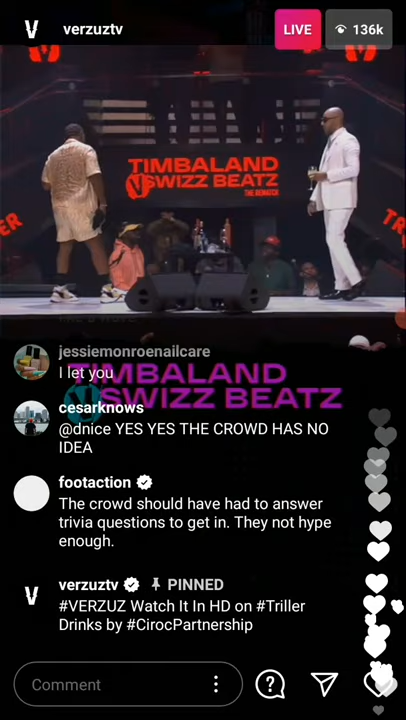 verzuztv
LIVE
136k
TIMBALAND
SWIZZ BEATZ
THE REMATCH
jessiemonroenailcare
I let you
TIMBALAND
SWIZZ BEATZ
cesarknows
@dnice YES YES THE CROWD HAS NO
IDEA
footaction
The crowd should have had to answer
trivia questions to get in. They not hype
enough.
verzuztv PINNED
#VERZUZ Watch It In HD on #Triller
Drinks by #CirocPartnership
Comment